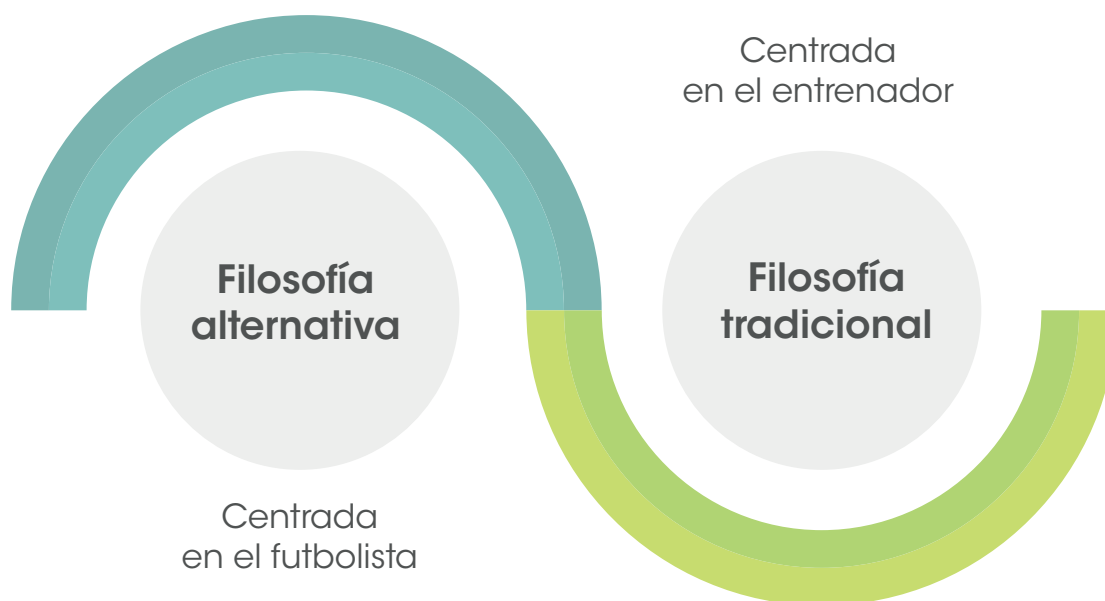 Filosofía
alternativa
Centrada
en el futbolista
Centrada
en el entrenador
Filosofía
tradicional